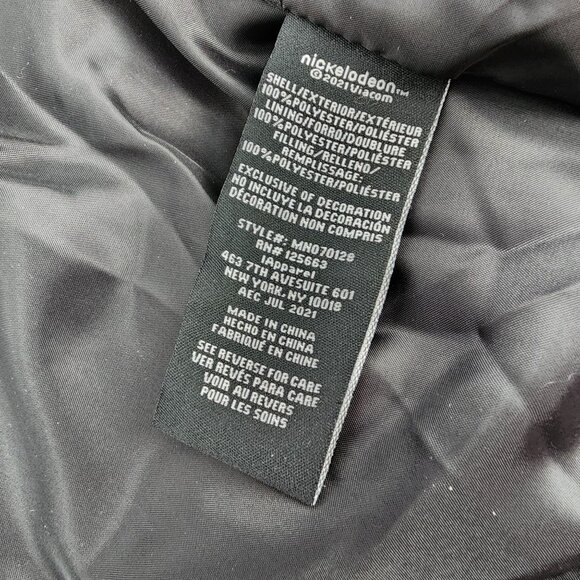 nickelodeon™
©2021 Viacom
SHELL/EXTERIOR/EXTÉRIEUR
100%POLYESTER/POLIÉSTER
LINING/FORRO/DOUBLURE
100%POLYESTER/POLIÉSTER
FILLING/RELLENO/
REMPLISSAGE:
100%POLYESTER/POLIÉSTER
EXCLUSIVE OF DECORATION
NO INCLUYE LA DECORACIÓN
DÉCORATION NON COMPRIS
STYLE#: MN070128
RN# 125663
IApparel
463 7TH AVESUITE 601
NEW YORK, NY 10018
AEC JUL 2021
MADE IN CHINA
HECHO EN CHINA
FABRIQUÉ EN CHINE
SEE REVERSE FOR CARE
VER REVÉS PARA CARE
VOIR AU REVERS
POUR LES SOINS